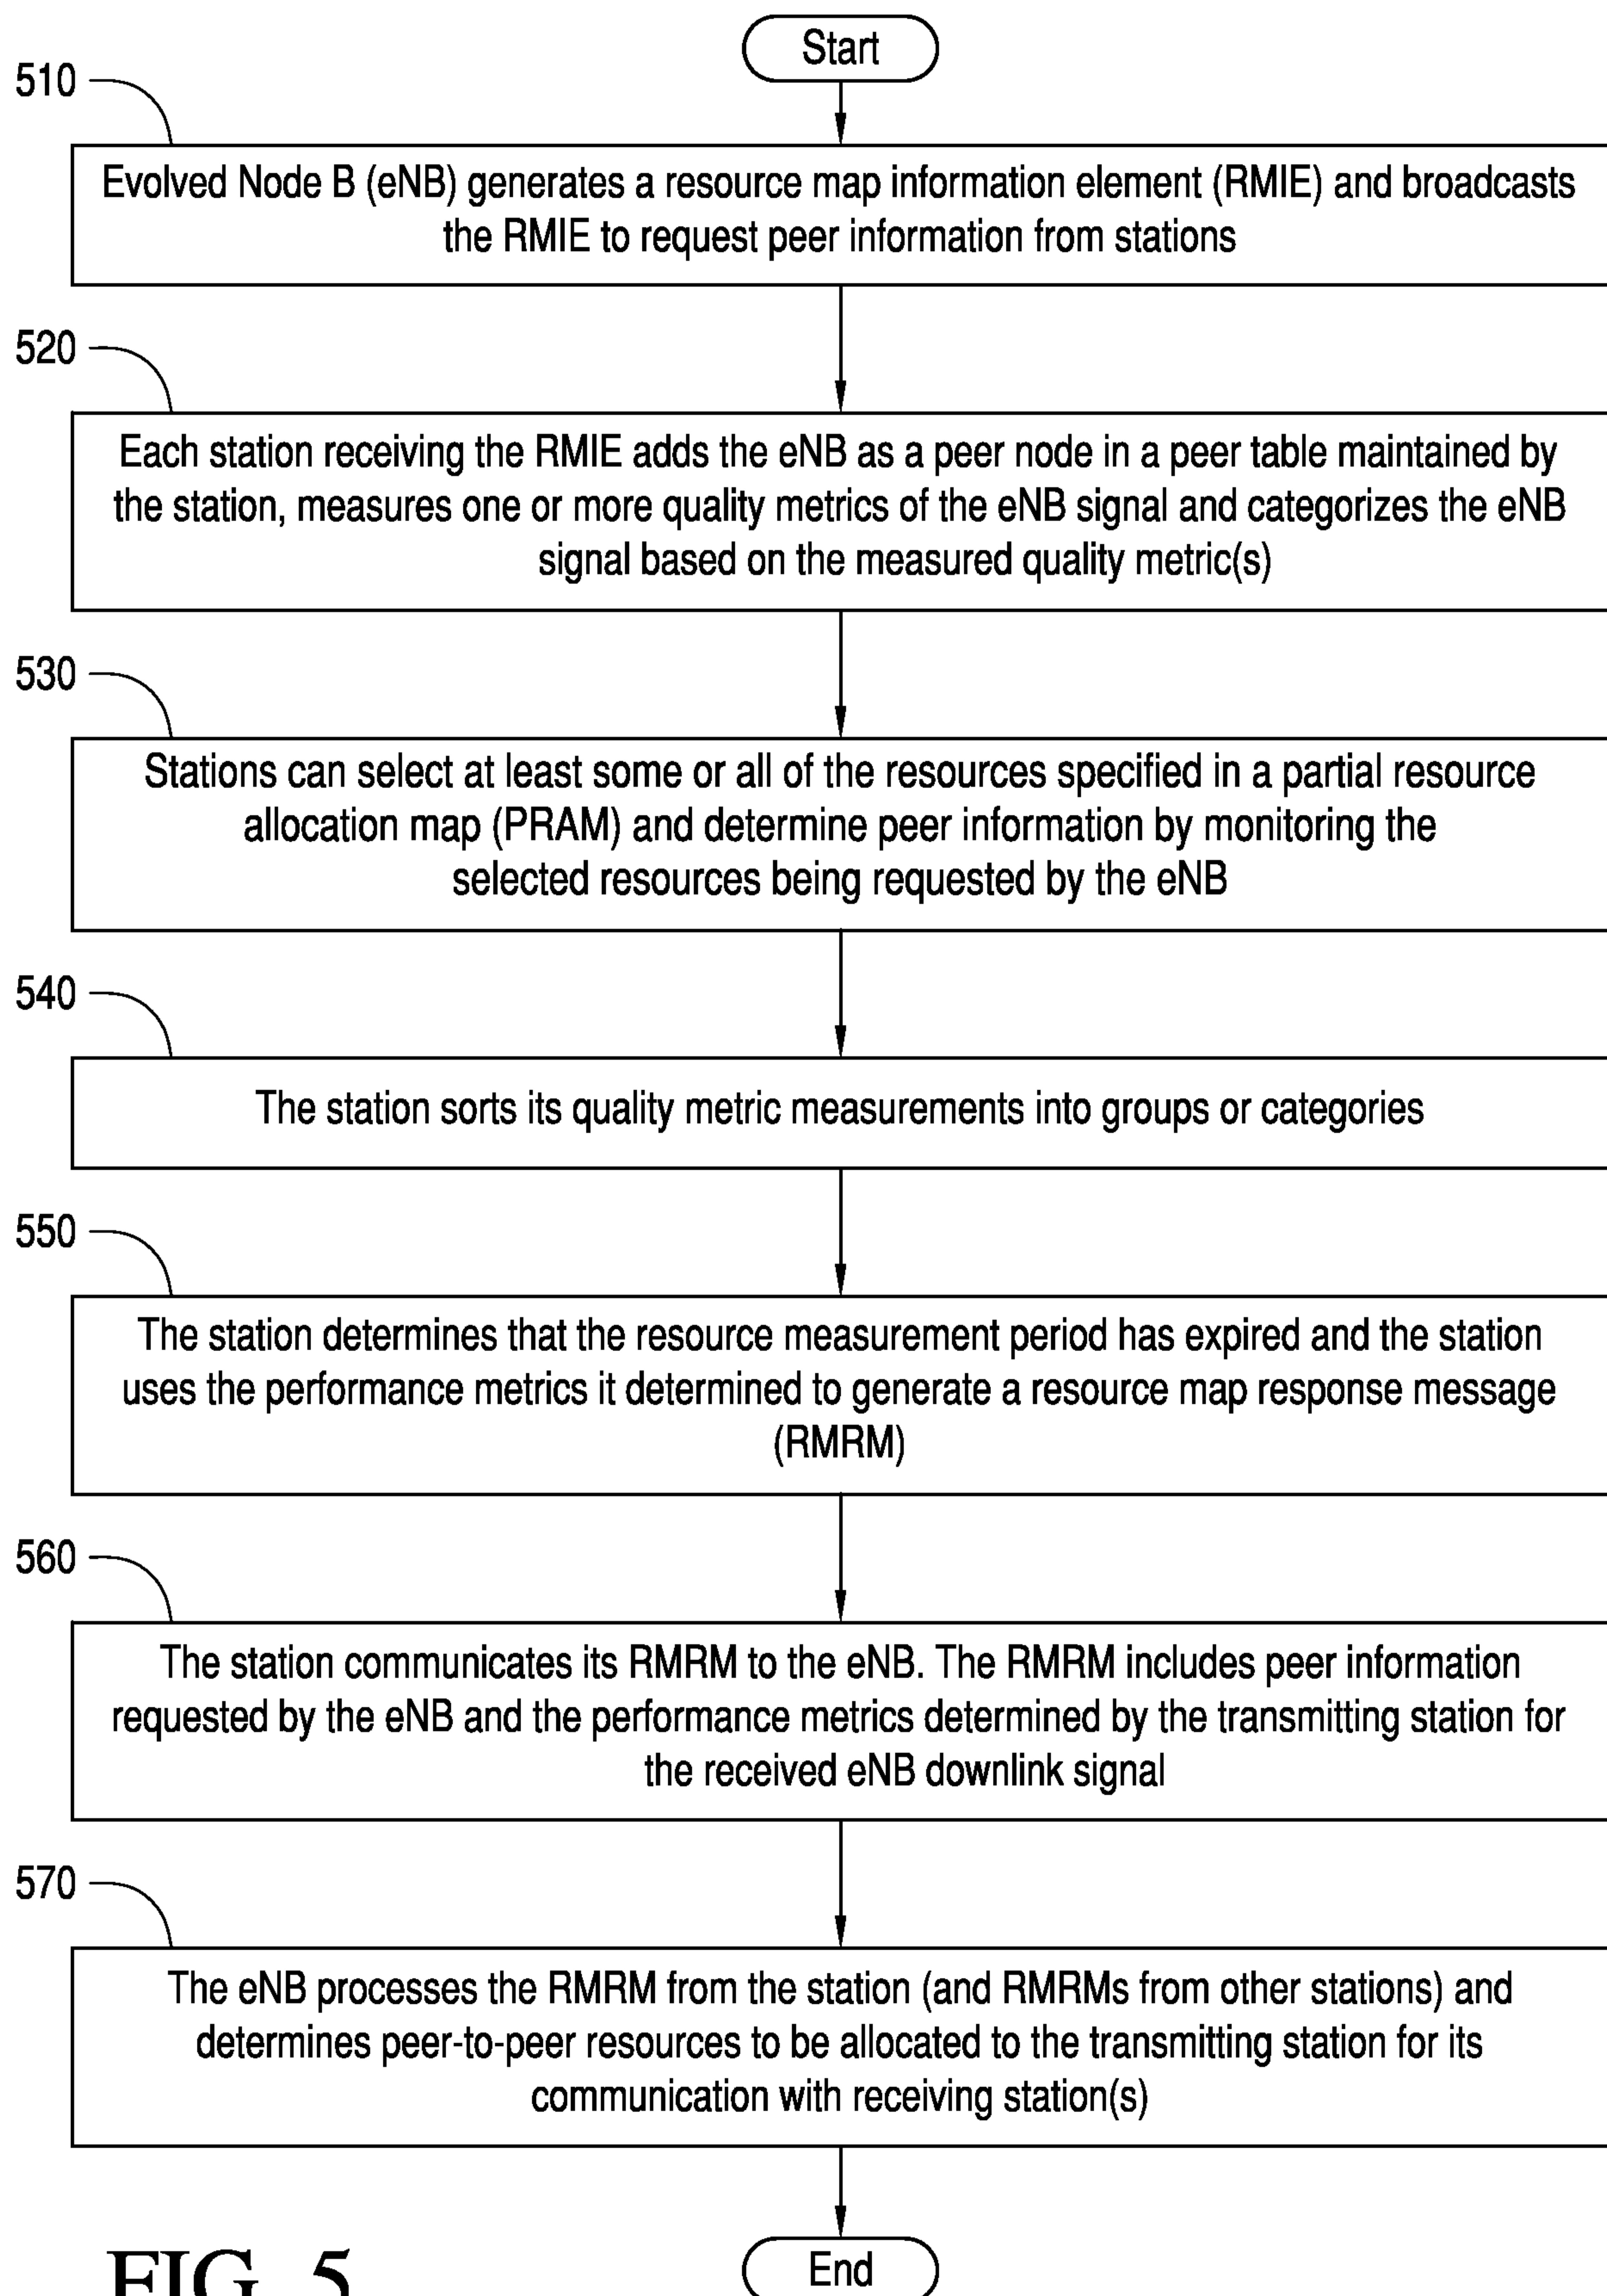 Start
510
Evolved Node B (eNB) generates a resource map information element (RMIE) and broadcasts
the RMIE to request peer information from stations
520
Each station receiving the RMIE adds the eNB as a peer node in a peer table maintained by
the station, measures one or more quality metrics of the eNB signal and categorizes the eNB
signal based on the measured quality metric(s)
530
Stations can select at least some or all of the resources specified in a partial resource
allocation map (PRAM) and determine peer information by monitoring the
selected resources being requested by the eNB
540
The station sorts its quality metric measurements into groups or categories
550
The station determines that the resource measurement period has expired and the station
uses the performance metrics it determined to generate a resource map response message
(RMRM)
560
The station communicates its RMRM to the eNB. The RMRM includes peer information
requested by the eNB and the performance metrics determined by the transmitting station for
the received eNB downlink signal
570
The eNB processes the RMRM from the station (and RMRMs from other stations) and
determines peer-to-peer resources to be allocated to the transmitting station for its
communication with receiving station(s)
End
FIG. 5